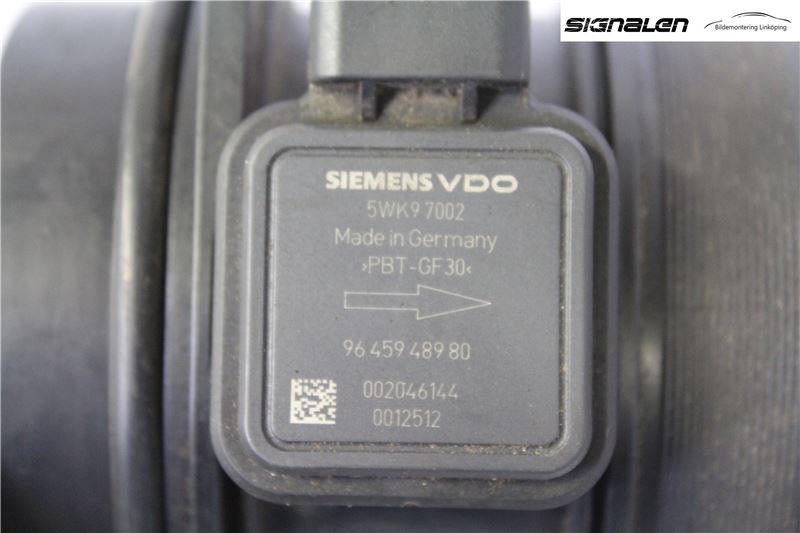 SIGNALEN
Bildemontering Linköping
SIEMENS VDO
5WK9 7002
Made in Germany
›PBT-GF30‹
96 459 489 80
002046144
0012512